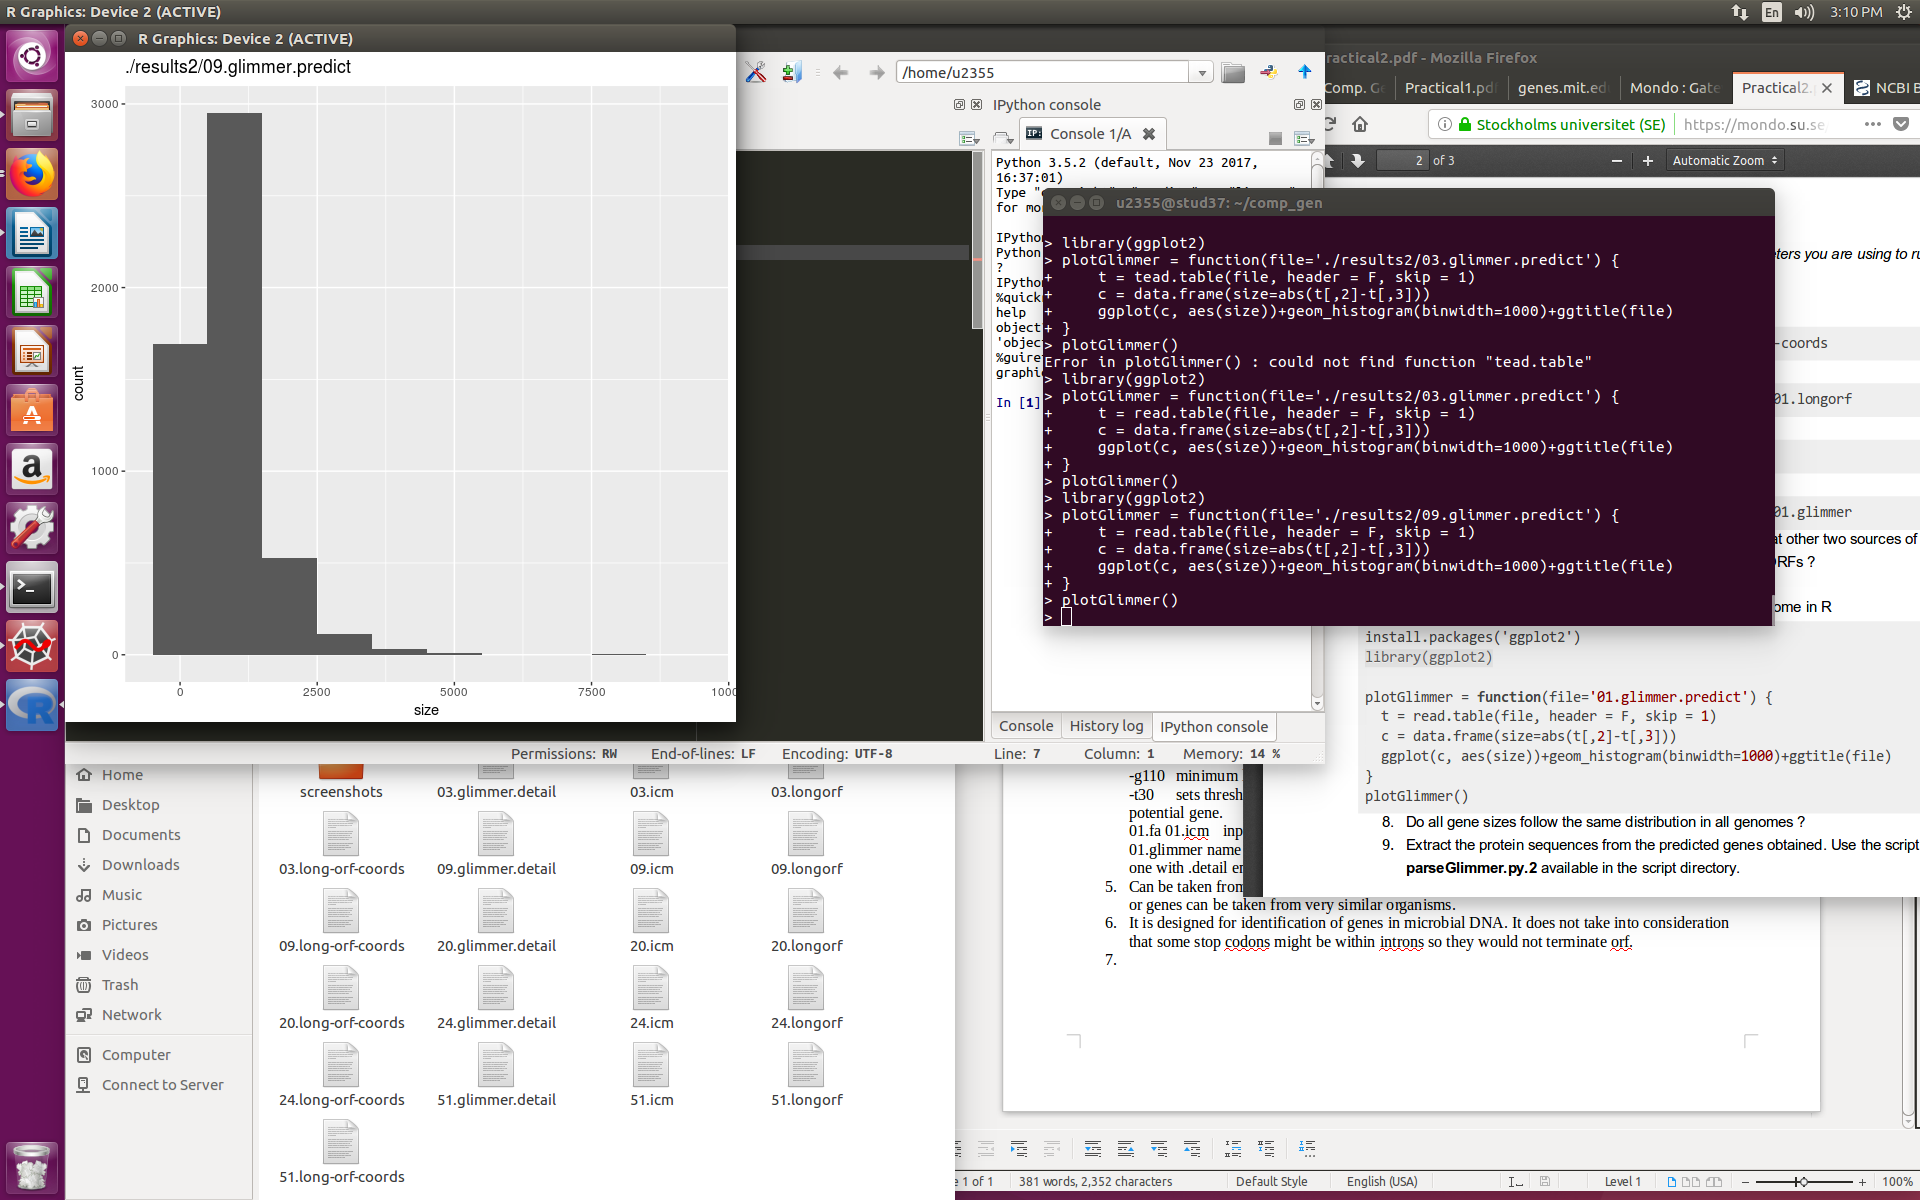 R Graphics: Device 2 (ACTIVE)
En
3:10 PM
R Graphics: Device 2 (ACTIVE)
./results2/09.glimmer.predict
3000
2000
1000
0
count
0
2500
5000
7500
1000
size
/home/u2355
IPython console
Console 1/A
Python 3.5.2 (default, Nov 23 2017,
16:37:01)
Type "
for mor
IPython
Python
?
IPytho
%quick
help
object
'objec
%guire
graphi
In [1]
Console
History log
IPython console
Permissions: RW
End-of-lines: LF
Encoding: UTF-8
Line: 7
Column: 1
Memory: 14 %
ractical2.pdf - Mozilla Firefox
Comp. G
Practical1.pd
genes.mit.ed
Mondo : Gate
Practical2.
NCBI B
Stockholms universitet (SE)
https://mondo.su.se
2 of 3
Automatic Zoom
u2355@stud37: ~/comp_gen
> library(ggplot2)
> plotGlimmer = function(file='./results2/03.glimmer.predict') {
+     t = tead.table(file, header = F, skip = 1)
+     c = data.frame(size=abs(t[,2]-t[,3]))
+     ggplot(c, aes(size))+geom_histogram(binwidth=1000)+ggtitle(file)
+ }
> plotGlimmer()
Error in plotGlimmer() : could not find function "tead.table"
> library(ggplot2)
> plotGlimmer = function(file='./results2/03.glimmer.predict') {
+     t = read.table(file, header = F, skip = 1)
+     c = data.frame(size=abs(t[,2]-t[,3]))
+     ggplot(c, aes(size))+geom_histogram(binwidth=1000)+ggtitle(file)
+ }
> plotGlimmer()
> library(ggplot2)
> plotGlimmer = function(file='./results2/09.glimmer.predict') {
+     t = read.table(file, header = F, skip = 1)
+     c = data.frame(size=abs(t[,2]-t[,3]))
+     ggplot(c, aes(size))+geom_histogram(binwidth=1000)+ggtitle(file)
+ }
> plotGlimmer()
>
ters you are using to ru
-coords
01.longorf
01.glimmer
at other two sources of
ORFs ?
ome in R
install.packages('ggplot2')
library(ggplot2)
plotGlimmer = function(file='01.glimmer.predict') {
t = read.table(file, header = F, skip = 1)
c = data.frame(size=abs(t[,2]-t[,3]))
ggplot(c, aes(size))+geom_histogram(binwidth=1000)+ggtitle(file)
}
plotGlimmer()
8. Do all gene sizes follow the same distribution in all genomes ?
9. Extract the protein sequences from the predicted genes obtained. Use the script
parseGlimmer.py.2 available in the script directory.
Home
Desktop
Documents
Downloads
Music
Pictures
Videos
Trash
Network
Computer
Connect to Server
screenshots
03.glimmer.detail
03.icm
03.longorf
03.long-orf-coords
09.glimmer.detail
09.icm
09.longorf
09.long-orf-coords
20.glimmer.detail
20.icm
20.longorf
20.long-orf-coords
24.glimmer.detail
24.icm
24.longorf
24.long-orf-coords
51.glimmer.detail
51.icm
51.longorf
51.long-orf-coords
-g110 minimum
-t30 sets thresh
potential gene.
01.fa 01.icm inp
01.glimmer name
one with .detail en
5. Can be taken from
or genes can be taken from very similar organisms.
6. It is designed for identification of genes in microbial DNA. It does not take into consideration
that some stop codons might be within introns so they would not terminate orf.
7.
e 1 of 1
381 words, 2,352 characters
Default Style
English (USA)
Level 1
100%